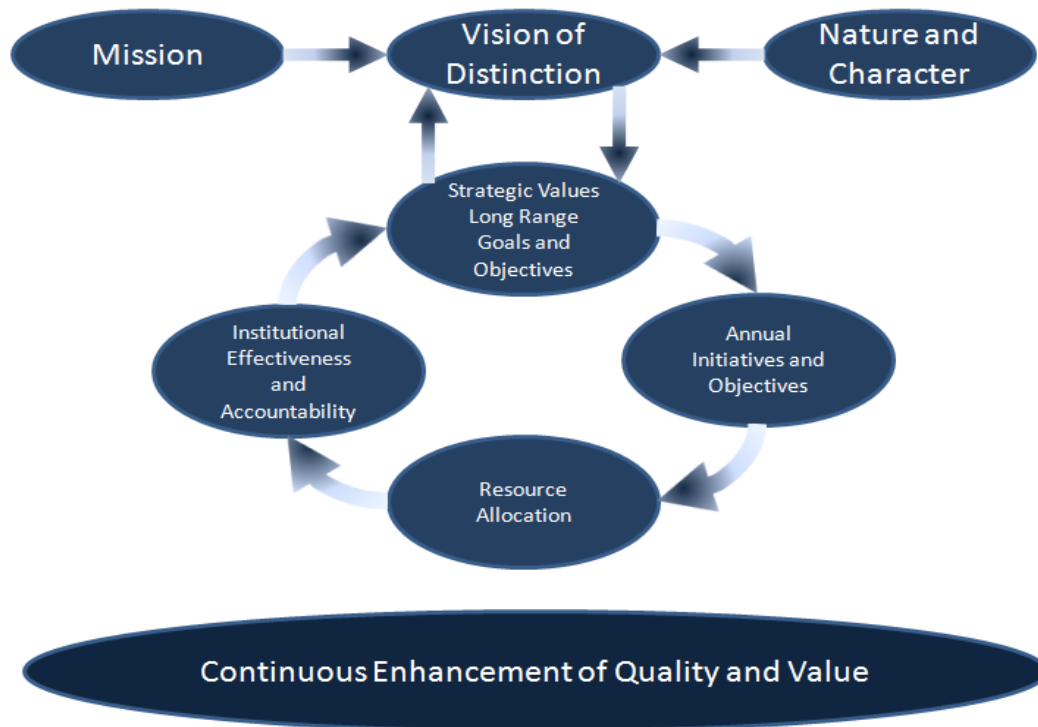 Mission
Vision of
Distinction
Nature and
Character
Strategic Values
Long Range
Goals and
Objectives
Institutional
Effectiveness
and
Accountability
Annual
Initiatives and
Objectives
Resource
Allocation
Continuous Enhancement of Quality and Value